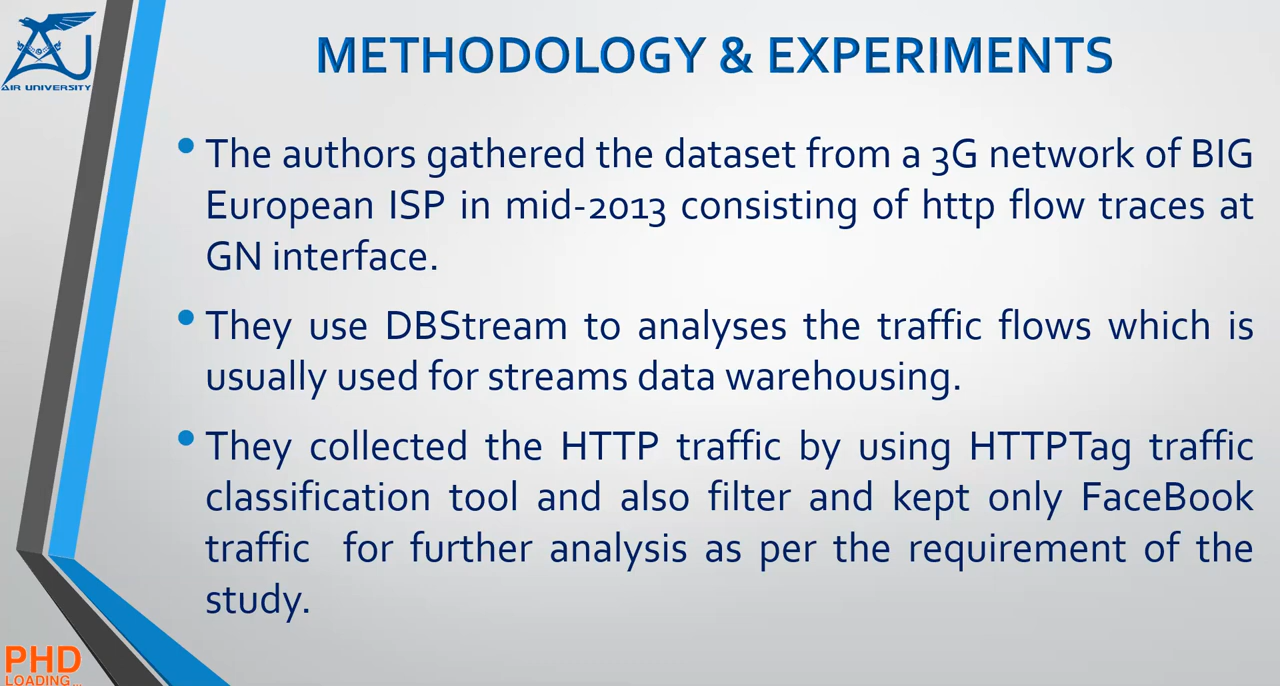 AIR UNIVERSITY
METHODOLOGY & EXPERIMENTS
• The authors gathered the dataset from a 3G network of BIG
European ISP in mid-2013 consisting of http flow traces at
GN interface.
• They use DBStream to analyses the traffic flows which is
usually used for streams data warehousing.
• They collected the HTTP traffic by using HTTPTag traffic
classification tool and also filter and kept only FaceBook
traffic for further analysis as per the requirement of the
study.
PHD
LOADING...